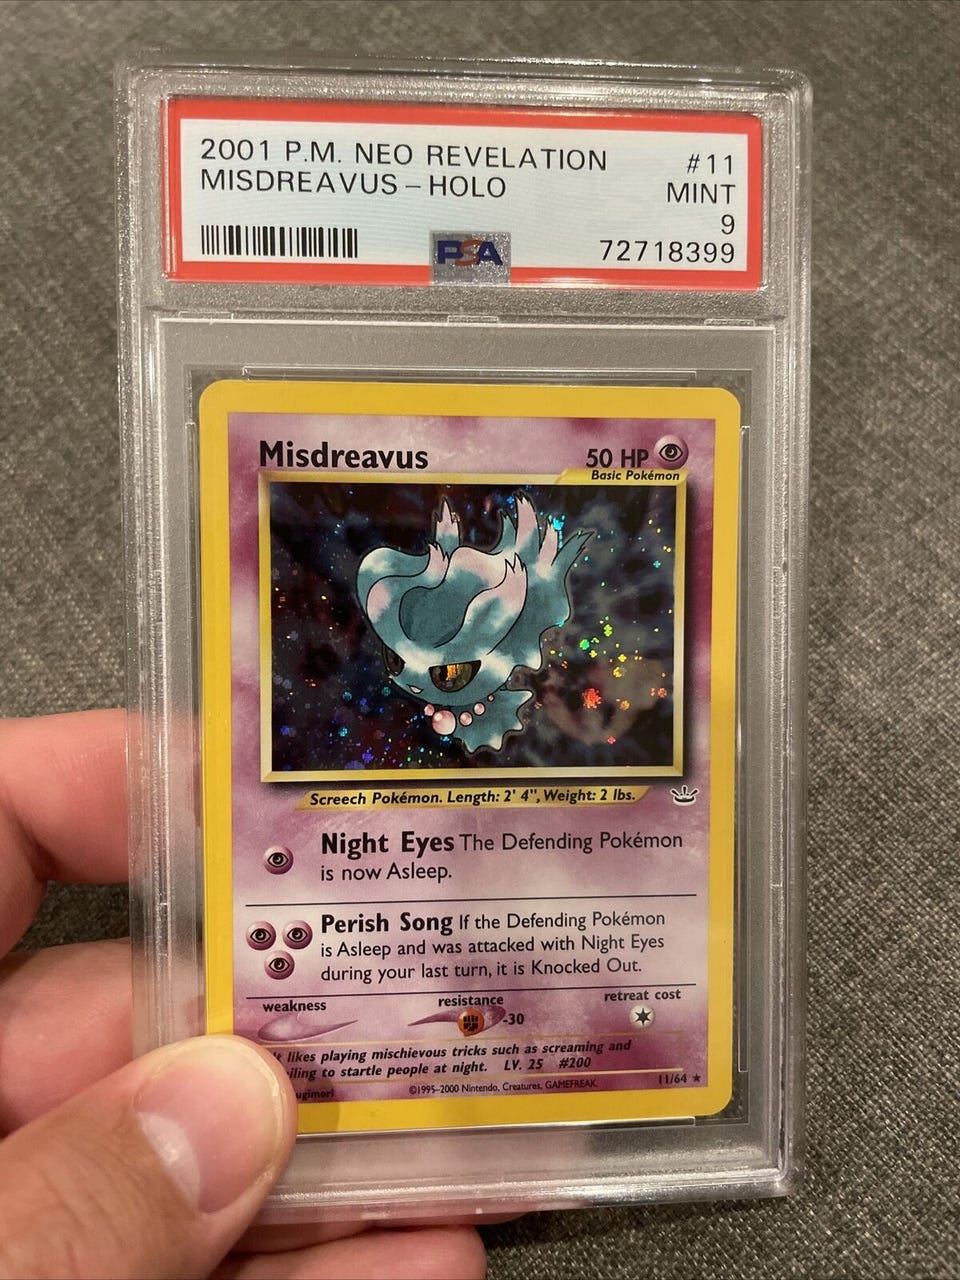 2001 P.M. NEO REVELATION #11
MISDREAVUS – HOLO MINT
9
PSA 72718399
Misdreavus 50 HP
Basic Pokémon
Screech Pokémon. Length: 2' 4", Weight: 2 lbs.
Night Eyes The Defending Pokémon
is now Asleep.
Perish Song If the Defending Pokémon
is Asleep and was attacked with Night Eyes
during your last turn, it is Knocked Out.
weakness resistance retreat cost
-30
likes playing mischievous tricks such as screaming and
to startle people at night. LV. 25 #200
©1995–2000 Nintendo, Creatures, GAMEFREAK. 11/64 ★